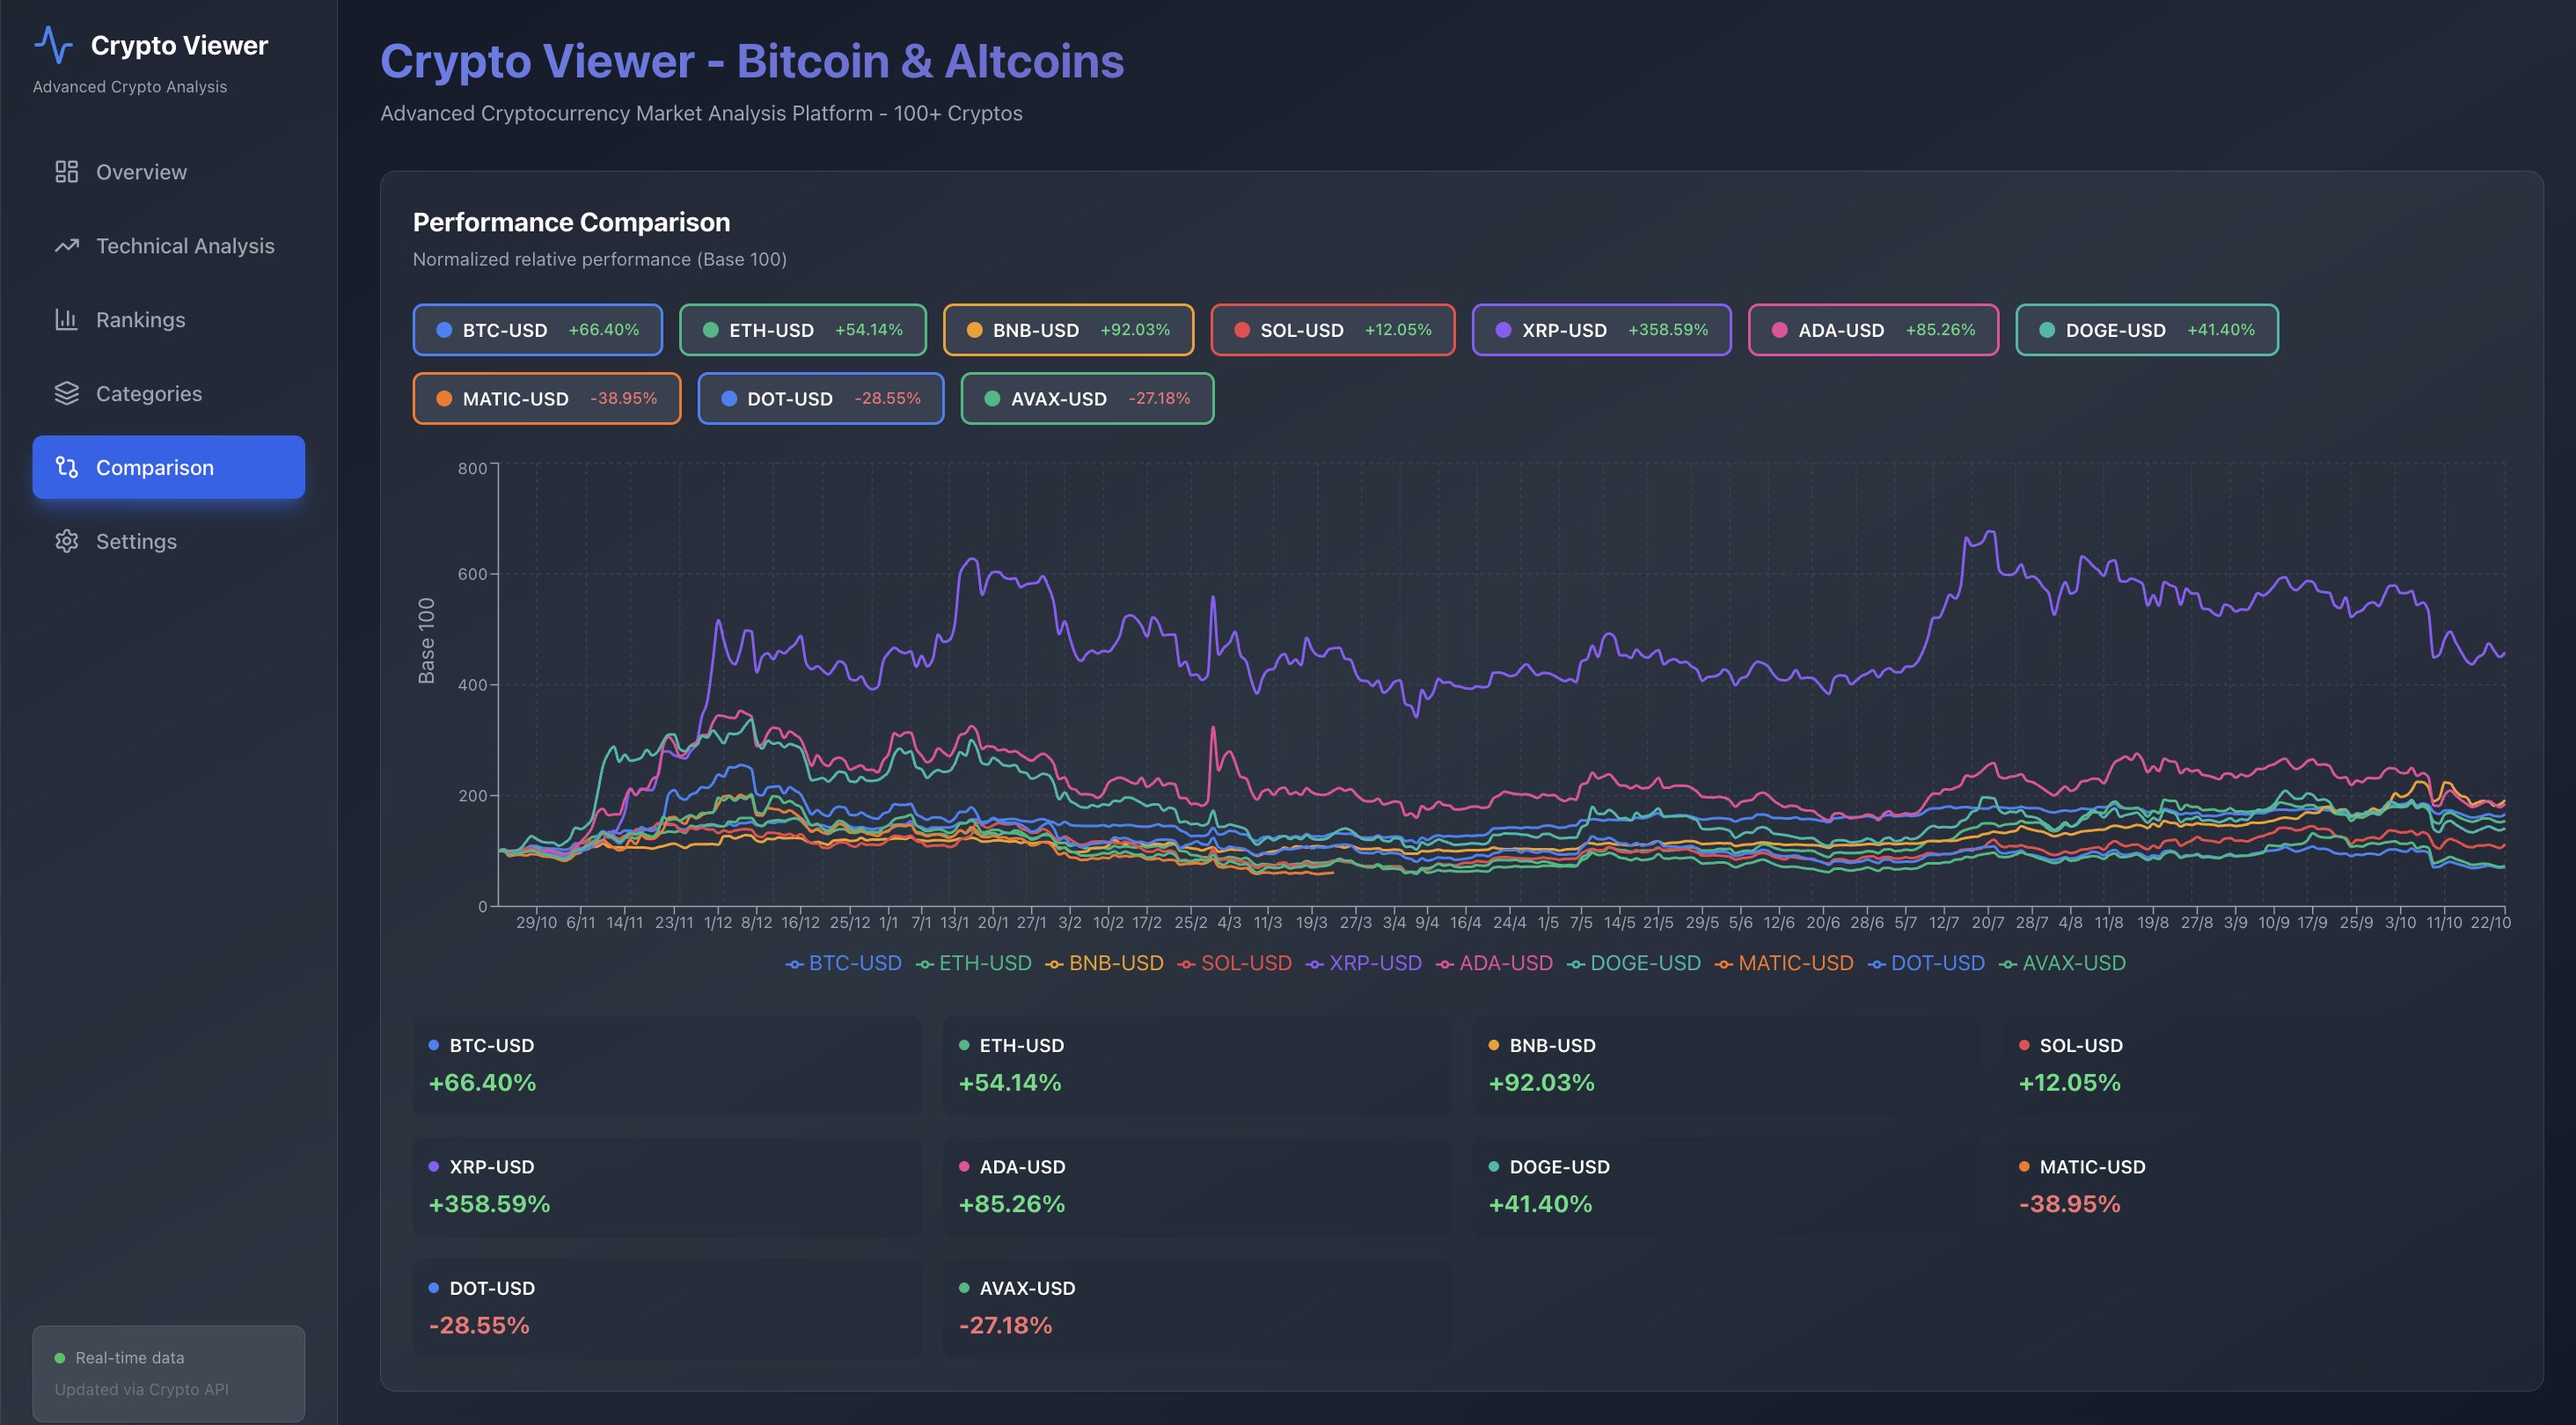 Crypto Viewer
Advanced Crypto Analysis
Overview
Technical Analysis
Rankings
Categories
Comparison
Settings
Real-time data
Updated via Crypto API
Crypto Viewer - Bitcoin & Altcoins
Advanced Cryptocurrency Market Analysis Platform - 100+ Cryptos
Performance Comparison
Normalized relative performance (Base 100)
BTC-USD +66.40% ETH-USD +54.14% BNB-USD +92.03% SOL-USD +12.05% XRP-USD +358.59% ADA-USD +85.26% DOGE-USD +41.40%
MATIC-USD -38.95% DOT-USD -28.55% AVAX-USD -27.18%
Base 100
800
600
400
200
0
29/10 6/11 14/11 23/11 1/12 8/12 16/12 25/12 1/1 7/1 13/1 20/1 27/1 3/2 10/2 17/2 25/2 4/3 11/3 19/3 27/3 3/4 9/4 16/4 24/4 1/5 7/5 14/5 21/5 29/5 5/6 12/6 20/6 28/6 5/7 12/7 20/7 28/7 4/8 11/8 19/8 27/8 3/9 10/9 17/9 25/9 3/10 11/10 22/10
BTC-USD ETH-USD BNB-USD SOL-USD XRP-USD ADA-USD DOGE-USD MATIC-USD DOT-USD AVAX-USD
BTC-USD ETH-USD BNB-USD SOL-USD
+66.40% +54.14% +92.03% +12.05%
XRP-USD ADA-USD DOGE-USD MATIC-USD
+358.59% +85.26% +41.40% -38.95%
DOT-USD AVAX-USD
-28.55% -27.18%